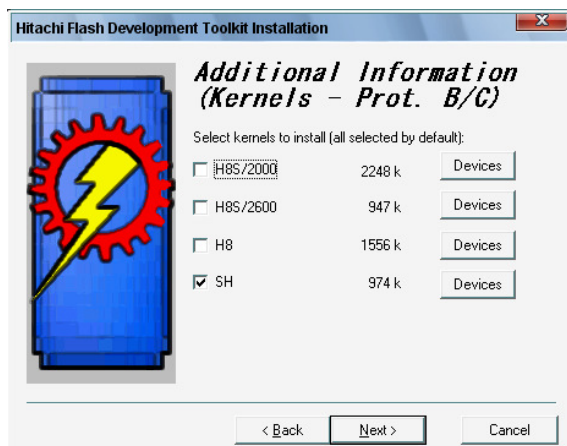 Hitachi Flash Development Toolkit Installation
Additional Information
(Kernels - Prot. B/C)
Select kernels to install (all selected by default):
H8S/2000 2248 k Devices
H8S/2600 947 k Devices
H8 1556 k Devices
SH 974 k Devices
< Back Next > Cancel